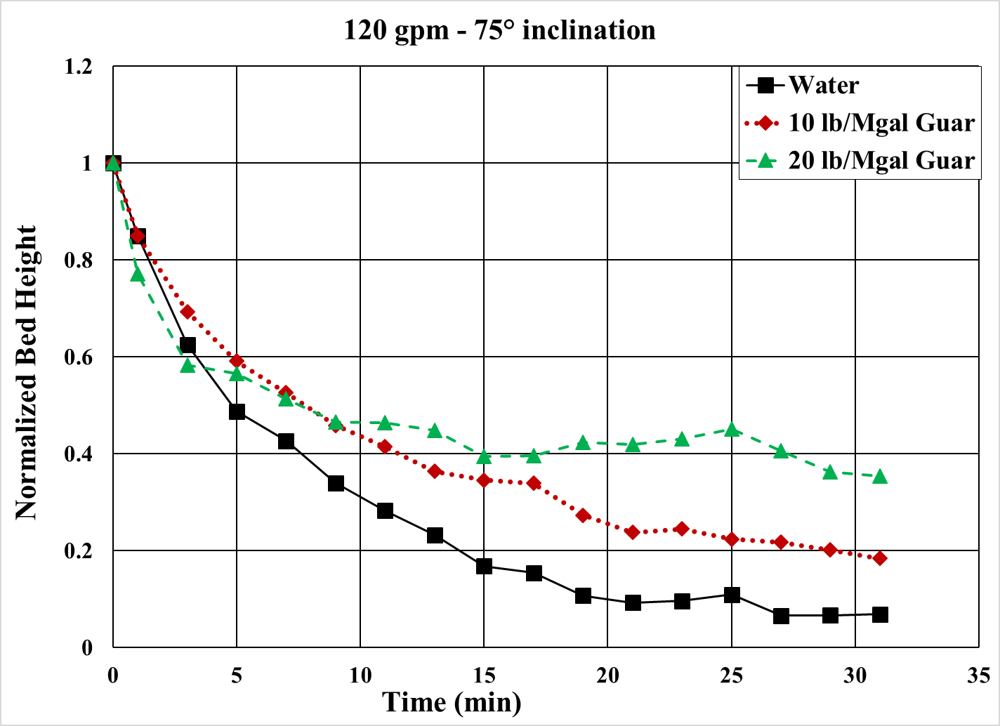 120 gpm - 75° inclination
1.2
1
0.8
0.6
0.4
0.2
0
Normalized Bed Height
Water
10 lb/Mgal Guar
20 lb/Mgal Guar
0 5 10 15 20 25 30 35
Time (min)